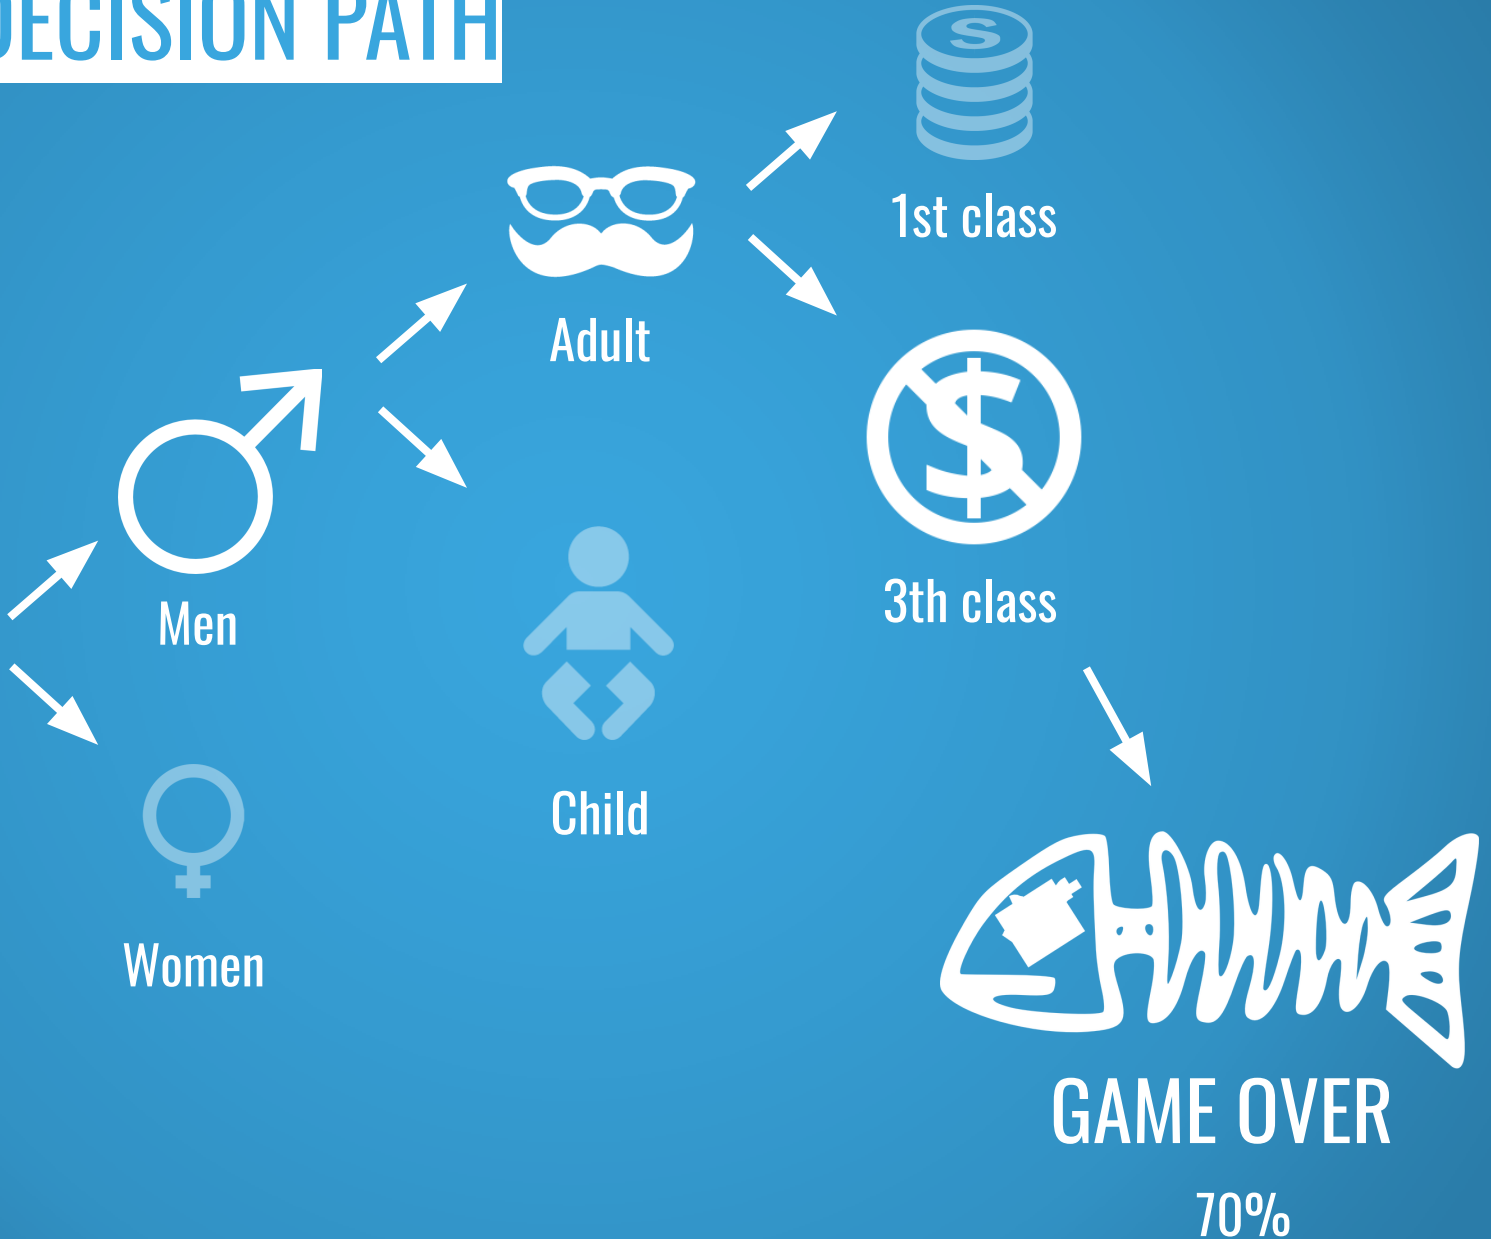 DECISION PATH
1st class
Adult
3th class
Men
Child
Women
GAME OVER
70%